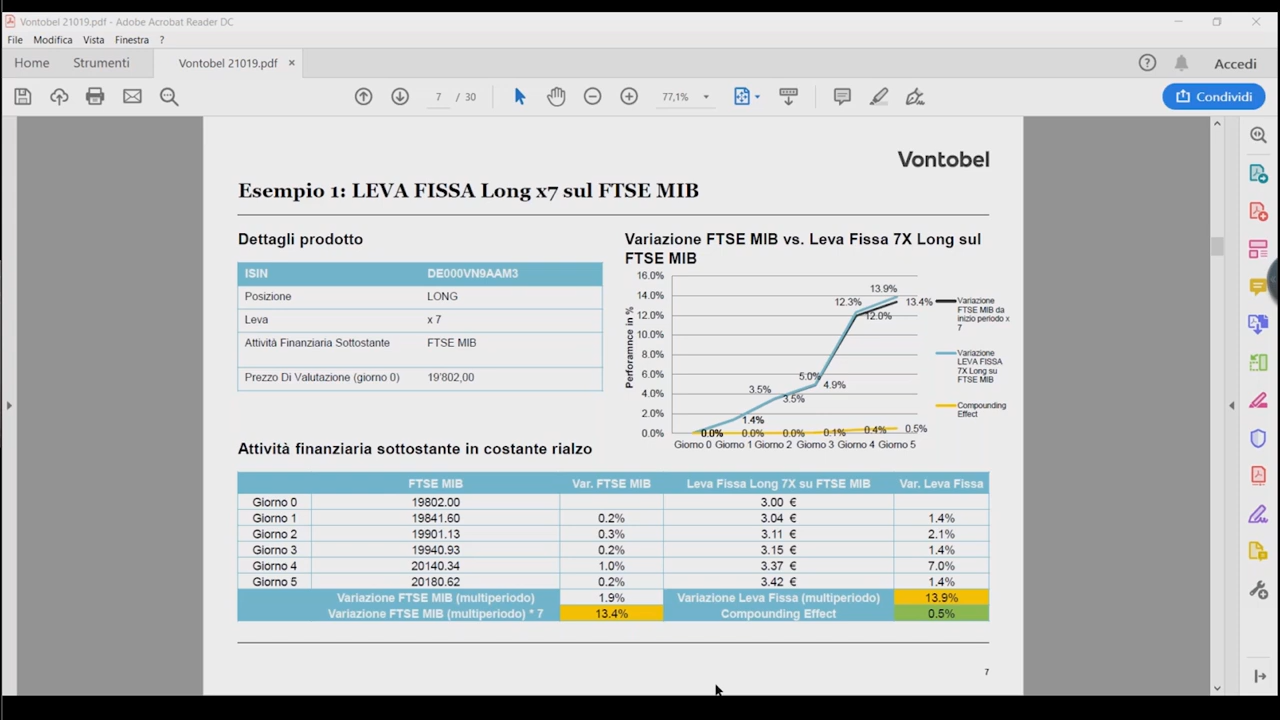 Vontobel 21019.pdf - Adobe Acrobat Reader DC
File Modifica Vista Finestra ?
Home Strumenti Vontobel 21019.pdf × Accedi
7 / 30 77,1% Condividi
Vontobel
Esempio 1: LEVA FISSA Long x7 sul FTSE MIB
Dettagli prodotto
ISIN DE000VN9AAM3
Posizione LONG
Leva x 7
Attività Finanziaria Sottostante FTSE MIB
Prezzo Di Valutazione (giorno 0) 19'802,00
Variazione FTSE MIB vs. Leva Fissa 7X Long sul
FTSE MIB
Perforamnce in %
16.0%
14.0%
12.0%
10.0%
8.0%
6.0%
4.0%
2.0%
0.0%
13.9%
12.3% 13.4%
12.0%
5.0%
4.9%
3.5%
3.5%
1.4%
0.0% 0.0% 0.0% 0.1% 0.4% 0.5%
Giorno 0 Giorno 1 Giorno 2 Giorno 3 Giorno 4 Giorno 5
Variazione
FTSE MIB da
inizio periodo x
7
Variazione
LEVA FISSA
7X Long su
FTSE MIB
Compounding
Effect
Attività finanziaria sottostante in costante rialzo
FTSE MIB Var. FTSE MIB Leva Fissa Long 7X su FTSE MIB Var. Leva Fissa
Giorno 0 19802.00 3.00 €
Giorno 1 19841.60 0.2% 3.04 € 1.4%
Giorno 2 19901.13 0.3% 3.11 € 2.1%
Giorno 3 19940.93 0.2% 3.15 € 1.4%
Giorno 4 20140.34 1.0% 3.37 € 7.0%
Giorno 5 20180.62 0.2% 3.42 € 1.4%
Variazione FTSE MIB (multiperiodo) 1.9% Variazione Leva Fissa (multiperiodo) 13.9%
Variazione FTSE MIB (multiperiodo) * 7 13.4% Compounding Effect 0.5%
7